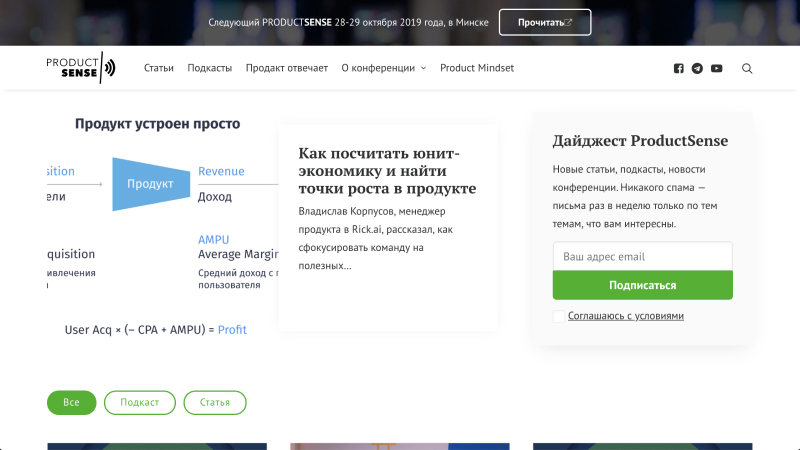 Следующий PRODUCTSENSE 28-29 октября 2019 года, в Минске
Прочитать
PRODUCT
SENSE
Статьи
Подкасты
Продакт отвечает
О конференции
Product Mindset
Продукт устроен просто
sition
Revenue
Продукт
ели
Доход
AMPU
quisition
Average Margin
ивлечения
Средний доход с п
пользователя
User Acq × (– CPA + AMPU) = Profit
Как посчитать юнит-
экономику и найти
точки роста в продукте
Владислав Корпусов, менеджер
продукта в Rick.ai, рассказал, как
сфокусировать команду на
полезных...
Дайджест ProductSense
Новые статьи, подкасты, новости
конференции. Никакого спама —
письма раз в неделю только по тем
темам, что вам интересны.
Ваш адрес email
Подписаться
Соглашаюсь с условиями
Все
Подкаст
Статья